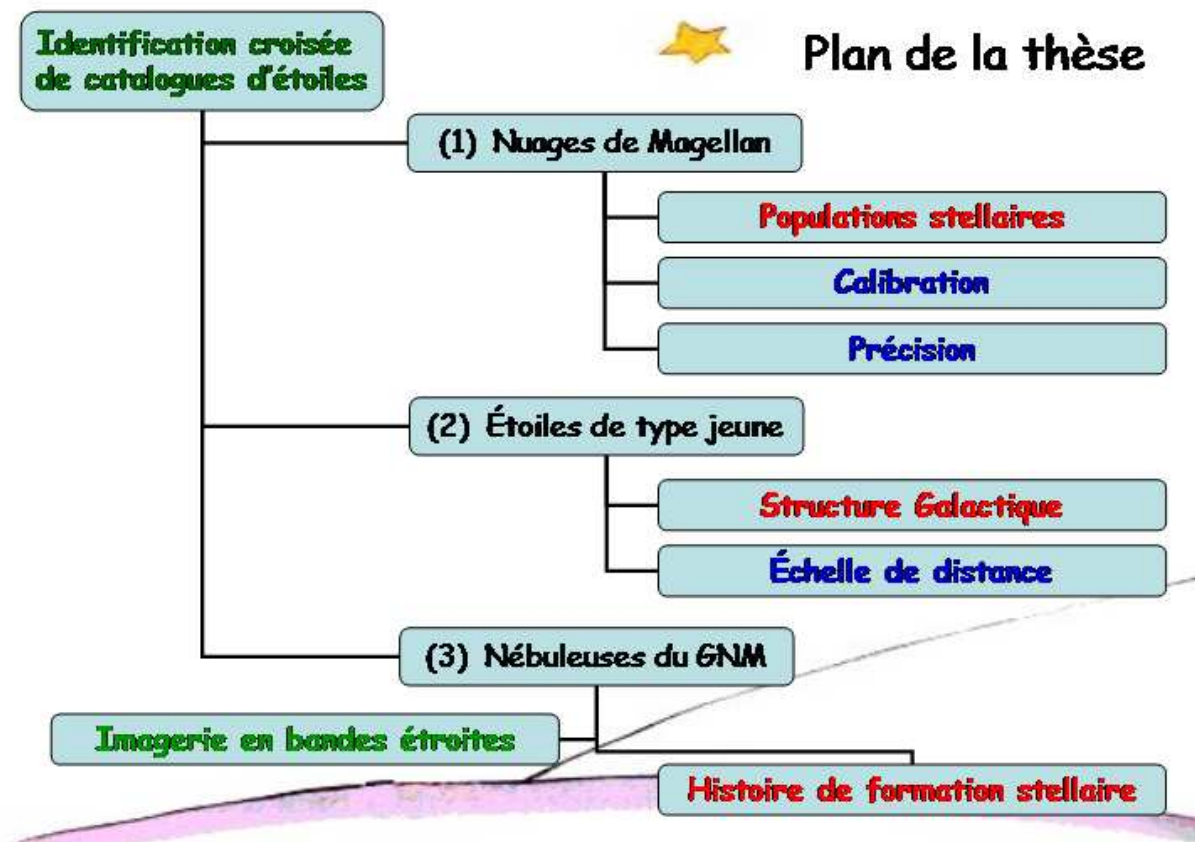 Plan de la thèse
Identification croisée
de catalogues d'étoiles
(1) Nuages de Magellan
Populations stellaires
Calibration
Précision
(2) Étoiles de type jeune
Structure Galactique
Échelle de distance
(3) Nébuleuses du GNM
Imagerie en bandes étroites
Histoire de formation stellaire